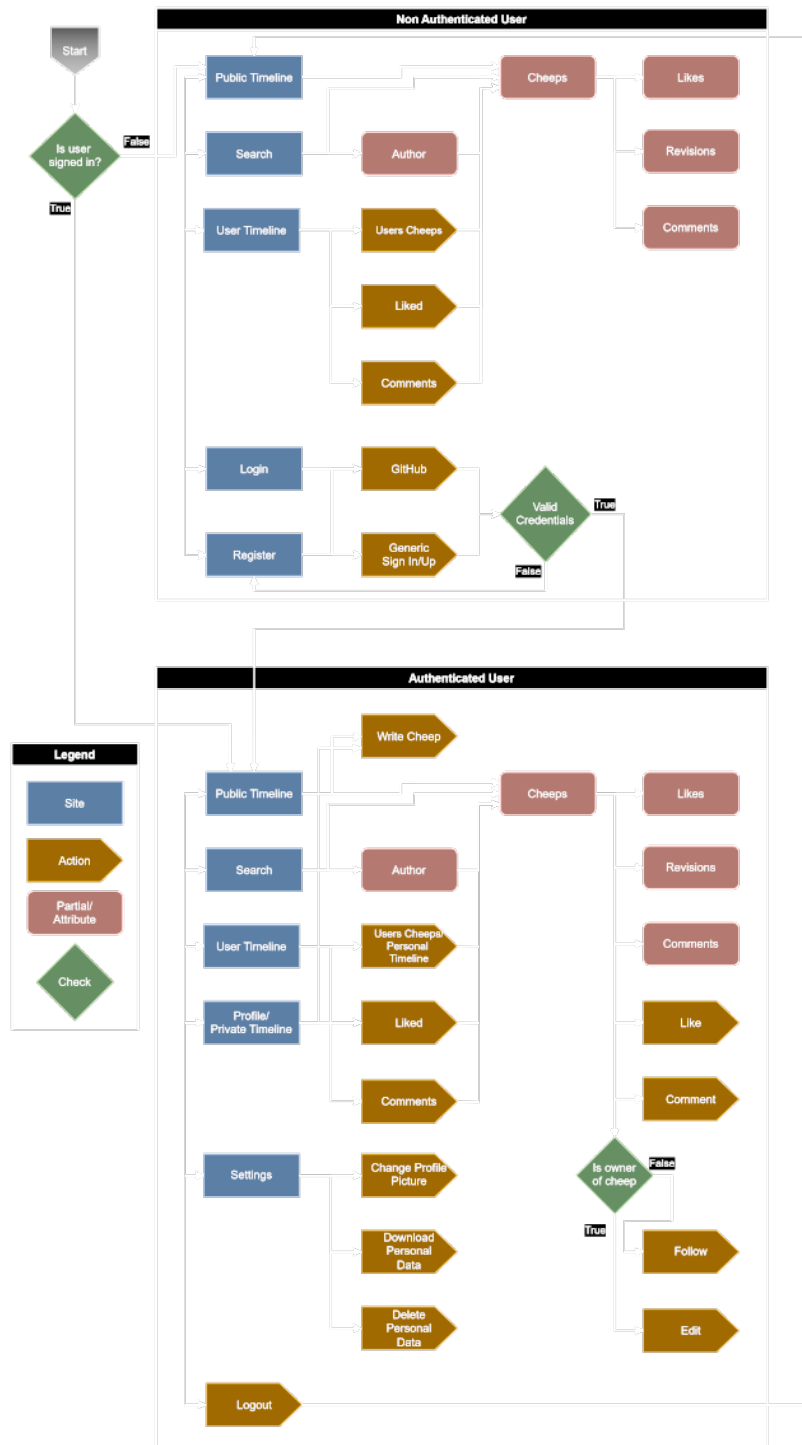 Non Authenticated User
Start
Public Timeline
Cheeps
Likes
Is user
signed in?
False
True
Search
Author
Revisions
User Timeline
Users Cheeps
Comments
Liked
Comments
Login
GitHub
Valid
Credentials
True
Register
Generic
Sign In/Up
False
Authenticated User
Write Cheep
Legend
Site
Action
Partial/
Attribute
Check
Public Timeline
Cheeps
Likes
Search
Author
Revisions
User Timeline
Users Cheeps/
Personal
Timeline
Comments
Profile/
Private Timeline
Liked
Like
Comments
Comment
Settings
Change Profile
Picture
Is owner
of cheep
False
True
Download
Personal
Data
Follow
Delete
Personal
Data
Edit
Logout